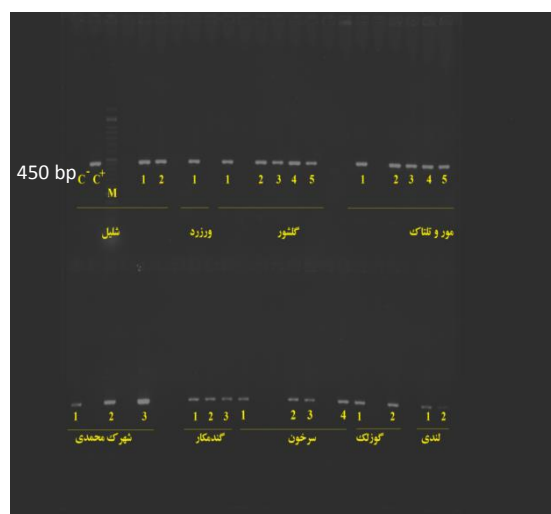 450 bp C- C+ M 1 2 1 1 2 3 4 5 1 2 3 4 5
شلیل ورزرد گلشور مور و تلتاک
1 2 3 1 2 3 1 2 3 4 1 2 1 2
شهرک محمدی گندمکار سرخون گوزلک لندی